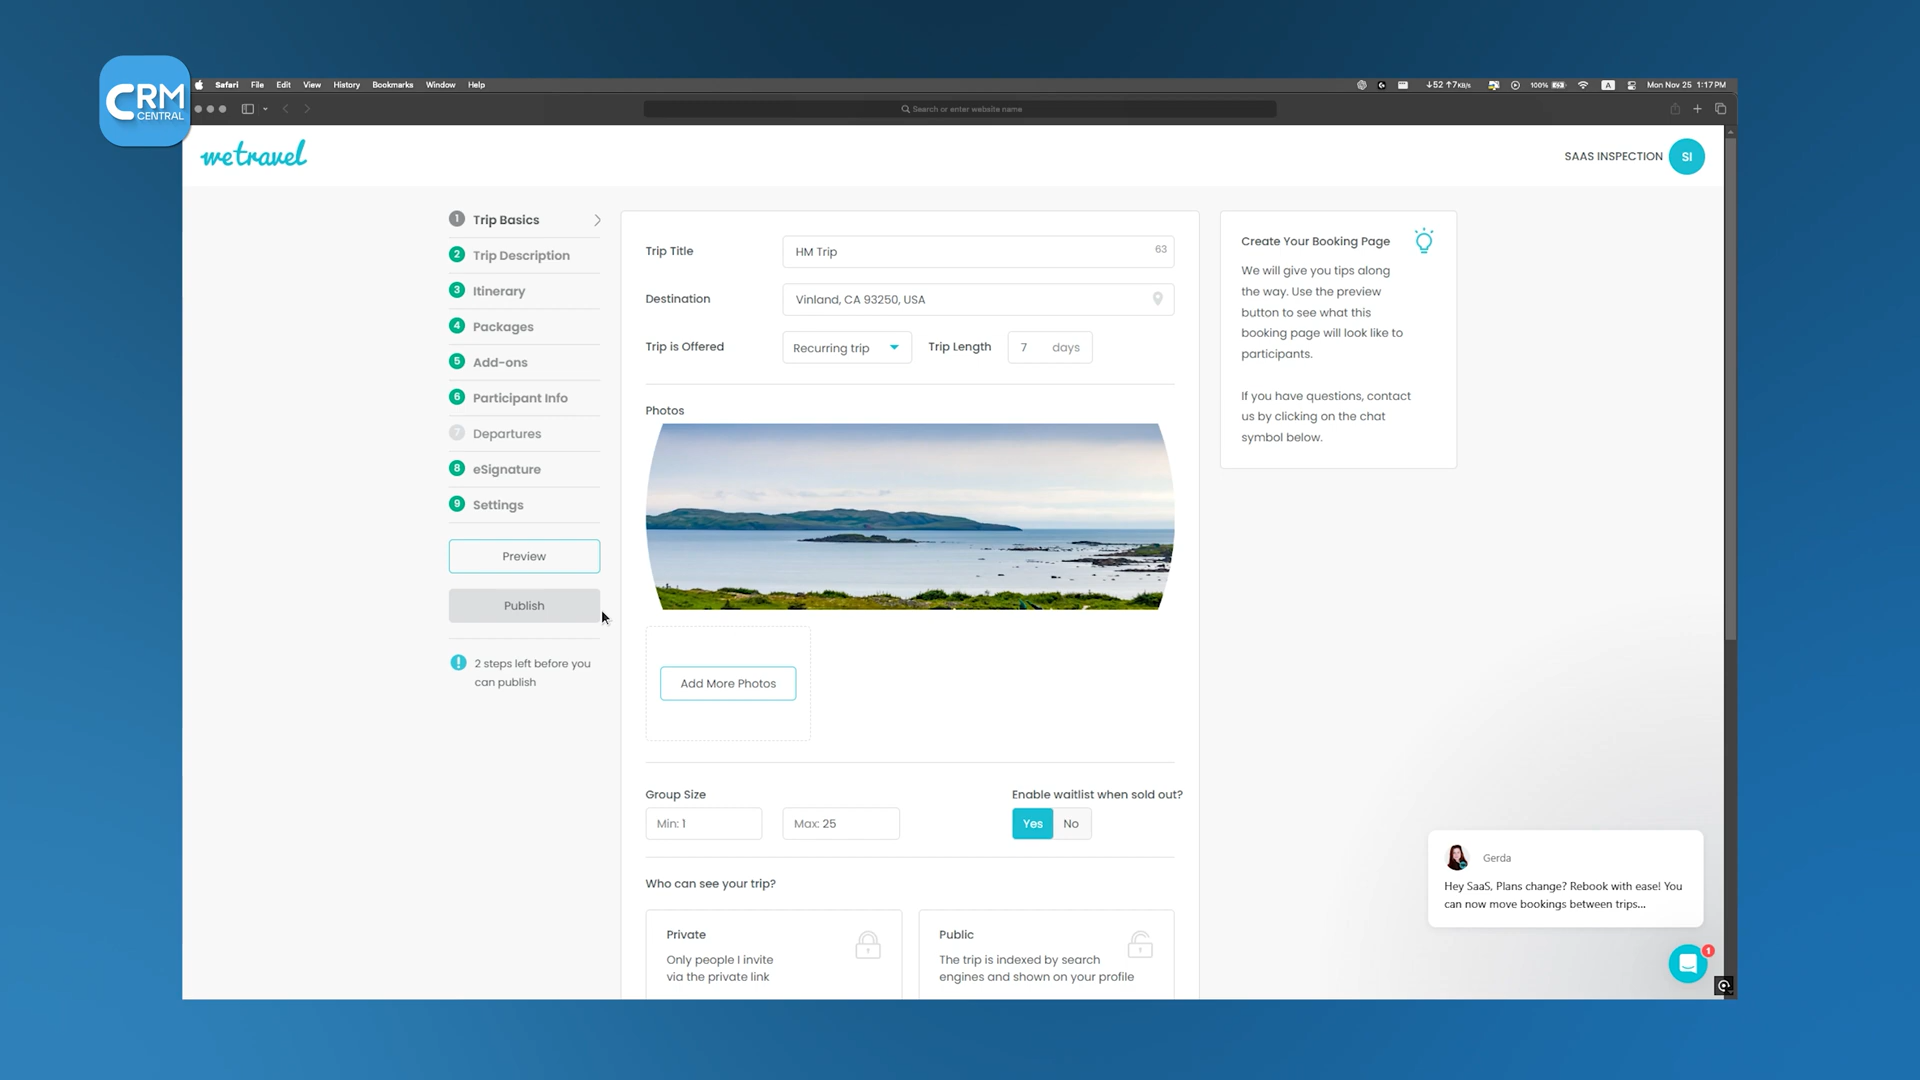 CRM
CENTRAL
Safari File Edit View History Bookmarks Window Help
↓52 ↑7KB/s 100% A Mon Nov 25 1:17 PM
Search or enter website name
wetravel
SAAS INSPECTION SI
1 Trip Basics
2 Trip Description
3 Itinerary
4 Packages
5 Add-ons
6 Participant Info
7 Departures
8 eSignature
9 Settings
Preview
Publish
2 steps left before you
can publish
Trip Title HM Trip 63
Destination Vinland, CA 93250, USA
Trip is Offered Recurring trip Trip Length 7 days
Photos
Add More Photos
Group Size Enable waitlist when sold out?
Min: 1 Max: 25 Yes No
Who can see your trip?
Private
Only people I invite
via the private link
Public
The trip is indexed by search
engines and shown on your profile
Create Your Booking Page
We will give you tips along
the way. Use the preview
button to see what this
booking page will look like to
participants.
If you have questions, contact
us by clicking on the chat
symbol below.
Gerda
Hey SaaS, Plans change? Rebook with ease! You
can now move bookings between trips...
1